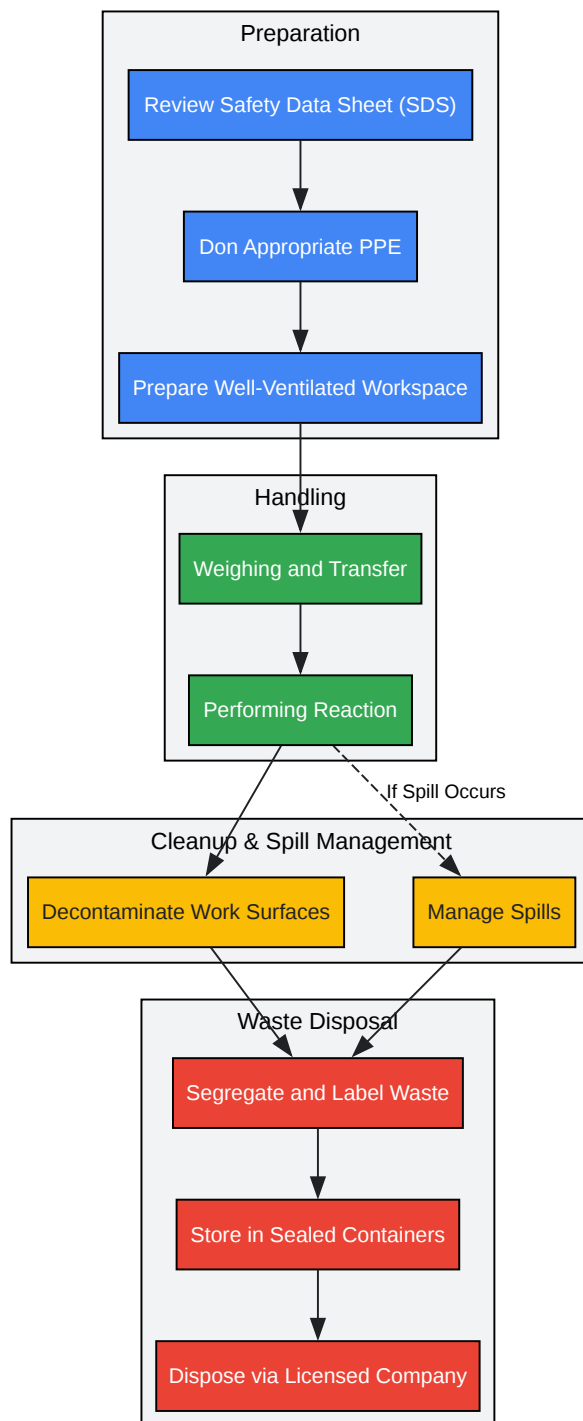 Preparation
Review Safety Data Sheet (SDS)
Don Appropriate PPE
Prepare Well-Ventilated Workspace
Handling
Weighing and Transfer
Performing Reaction
If Spill Occurs
Cleanup & Spill Management
Decontaminate Work Surfaces
Manage Spills
Waste Disposal
Segregate and Label Waste
Store in Sealed Containers
Dispose via Licensed Company